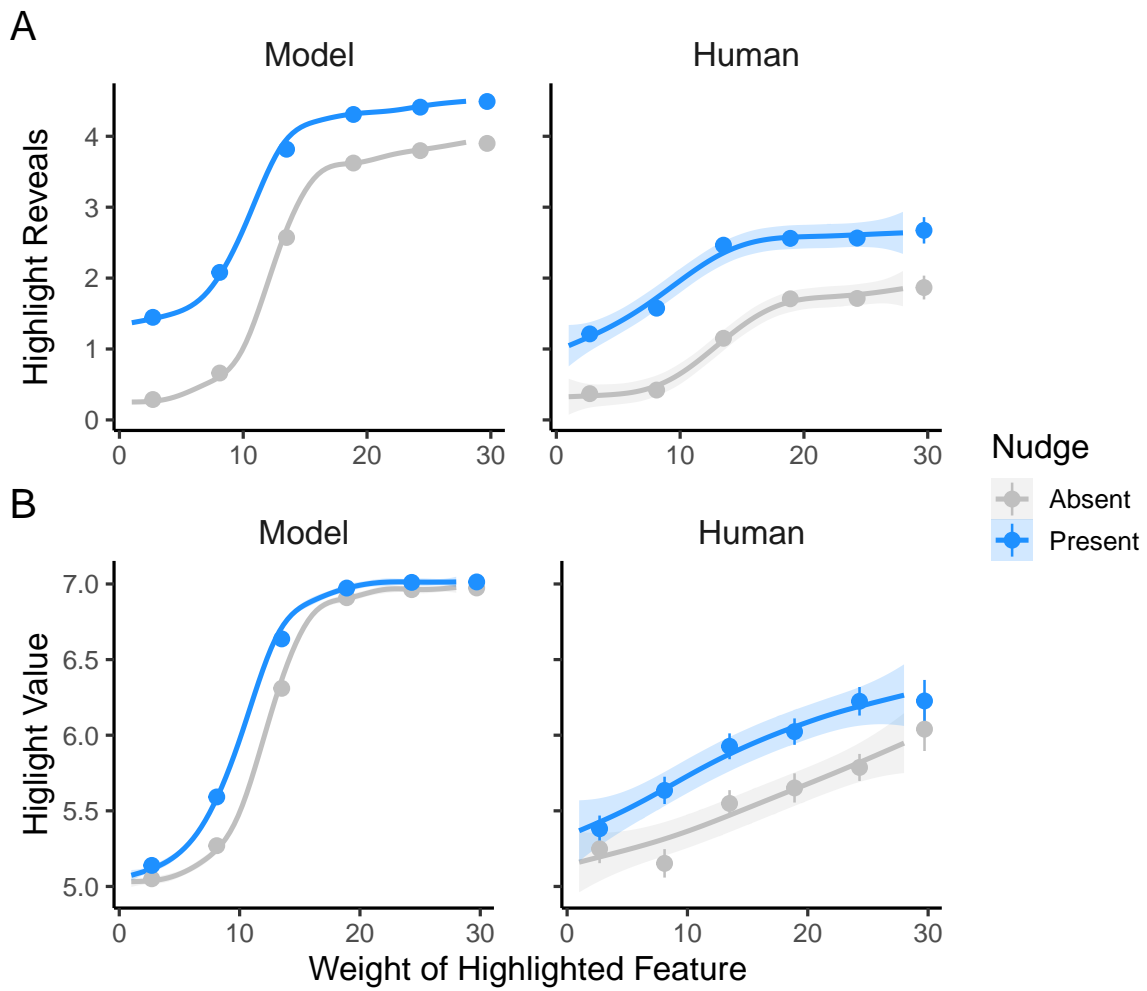 A
Model
Human
Highlight Reveals
4
3
2
1
0
0 10 20 30
0 10 20 30
Nudge
Absent
Present
B
Model
Human
Higlight Value
7.0
6.5
6.0
5.5
5.0
0 10 20 30
0 10 20 30
Weight of Highlighted Feature